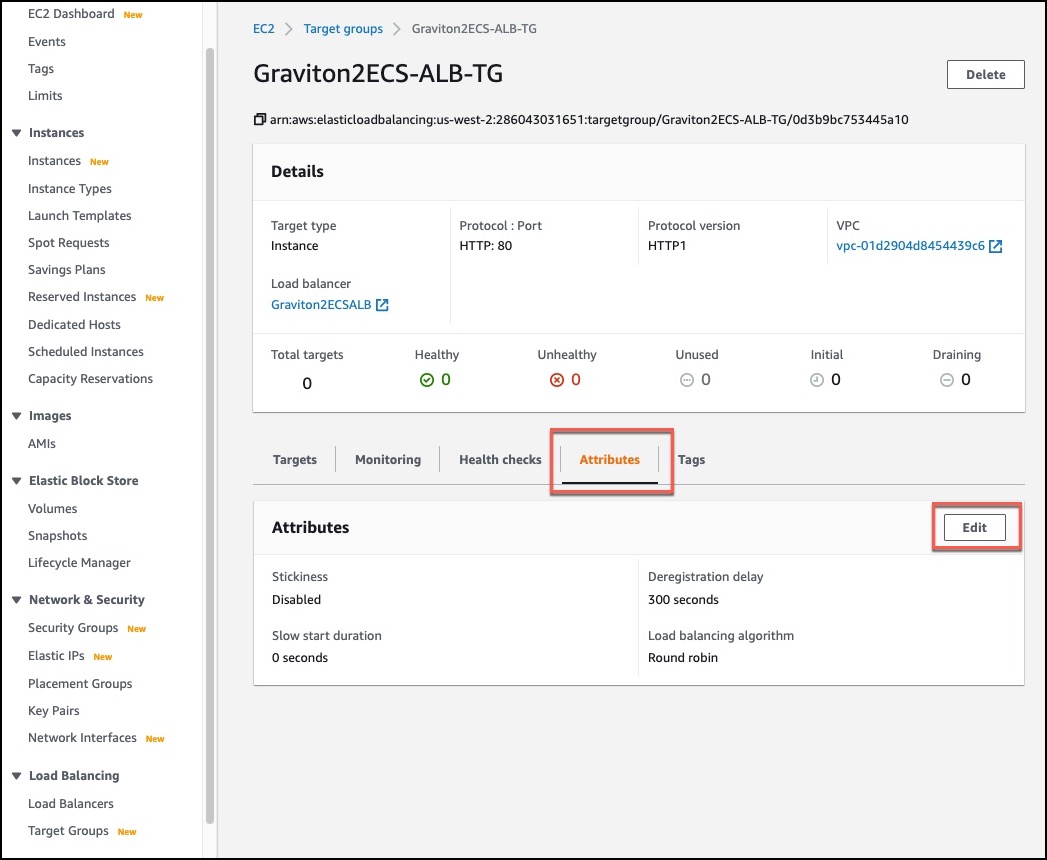 EC2 Dashboard New
Events
Tags
Limits
Instances
Instances New
Instance Types
Launch Templates
Spot Requests
Savings Plans
Reserved Instances New
Dedicated Hosts
Scheduled Instances
Capacity Reservations
Images
AMIs
Elastic Block Store
Volumes
Snapshots
Lifecycle Manager
Network & Security
Security Groups New
Elastic IPs New
Placement Groups
Key Pairs
Network Interfaces New
Load Balancing
Load Balancers
Target Groups New
EC2 > Target groups > Graviton2ECS-ALB-TG
Graviton2ECS-ALB-TG
Delete
arn:aws:elasticloadbalancing:us-west-2:286043031651:targetgroup/Graviton2ECS-ALB-TG/0d3b9bc753445a10
Details
Target type Protocol : Port Protocol version VPC
Instance HTTP: 80 HTTP1 vpc-01d2904d8454439c6
Load balancer
Graviton2ECSALB
Total targets Healthy Unhealthy Unused Initial Draining
0 0 0 0 0 0
Targets Monitoring Health checks Attributes Tags
Attributes Edit
Stickiness Deregistration delay
Disabled 300 seconds
Slow start duration Load balancing algorithm
0 seconds Round robin